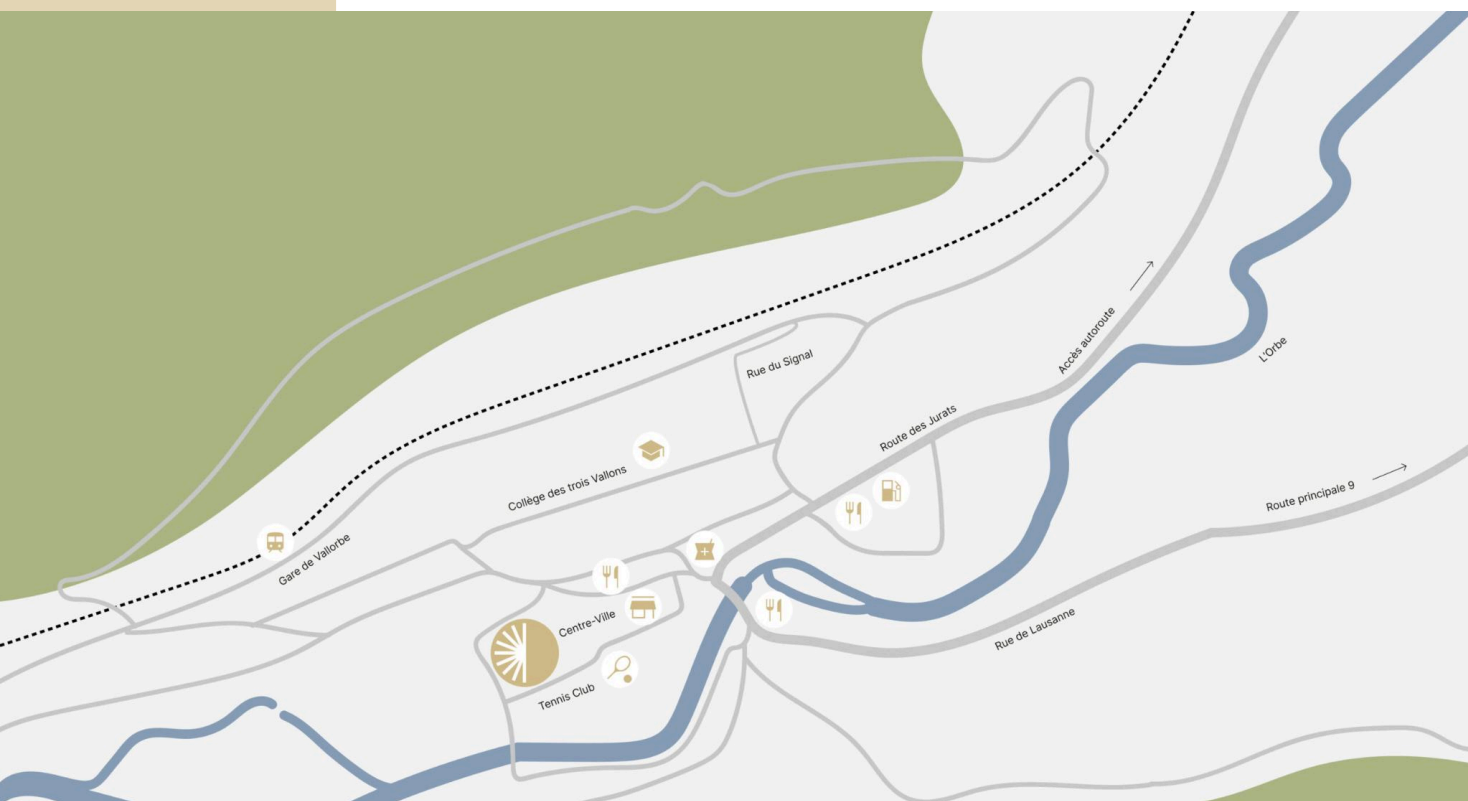 Accès autoroute
L'Orbe
Rue du Signal
Route des Jurats
Collège des trois Vallons
Route principale 9
Gare de Vallorbe
Centre-Ville
Rue de Lausanne
Tennis Club